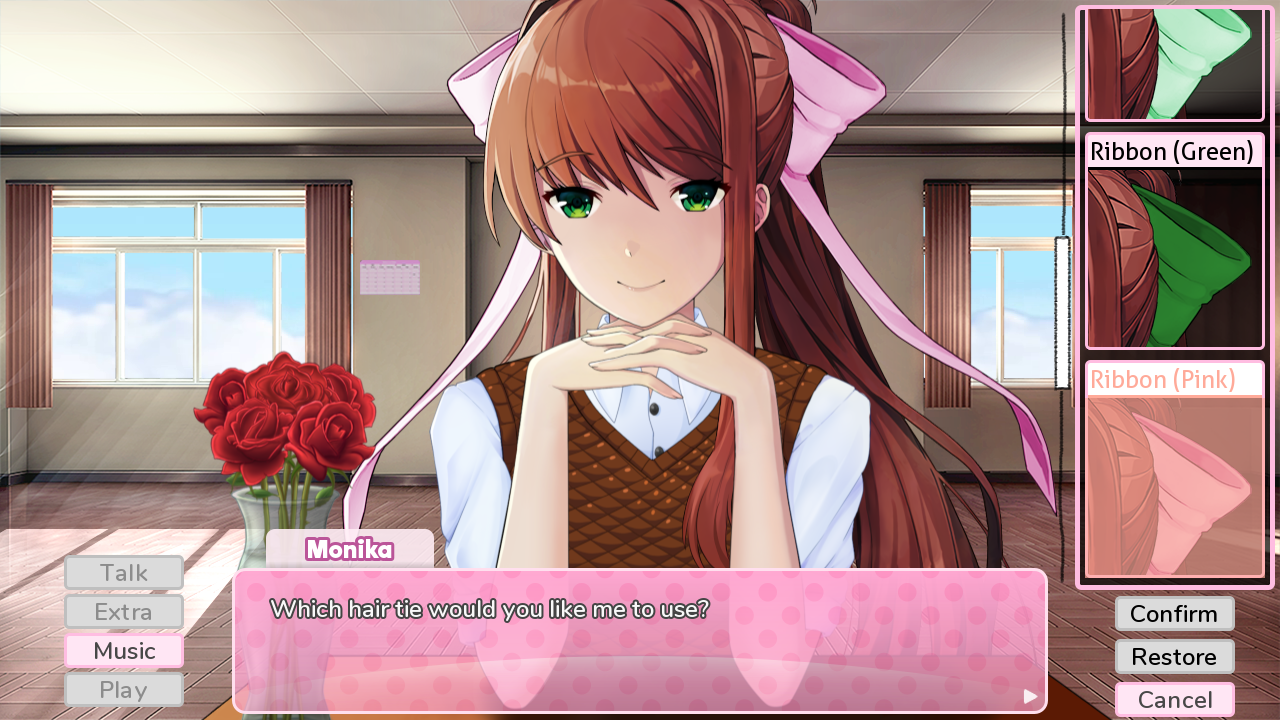 Ribbon (Green)
Ribbon (Pink)
Monika
Which hair tie would you like me to use?
Talk
Extra
Music
Play
Confirm
Restore
Cancel